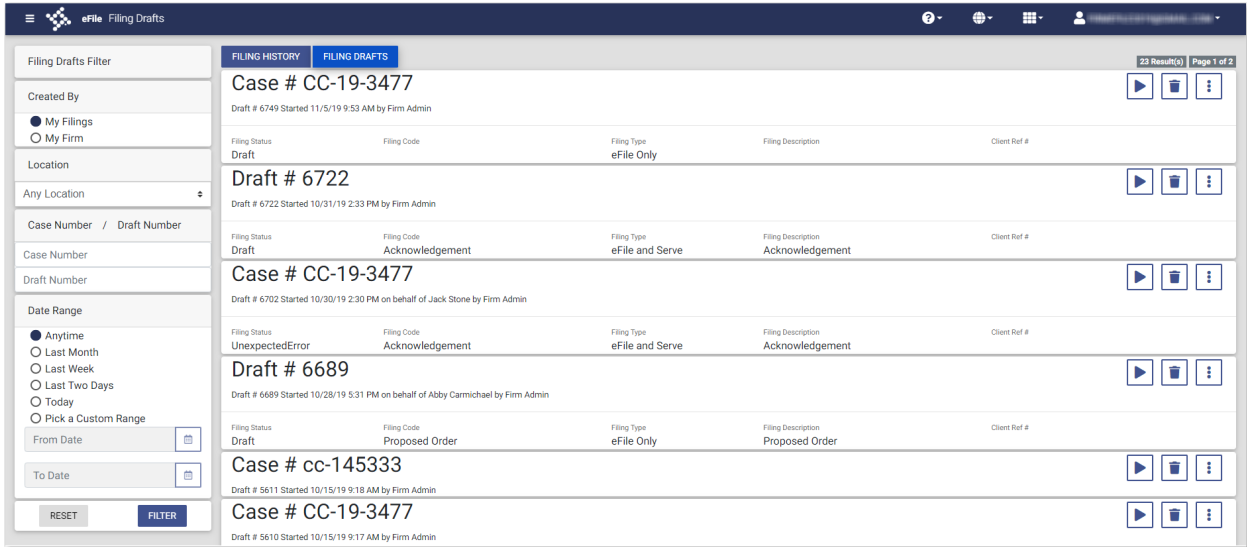 eFile Filing Drafts
Filing Drafts Filter
Created By
My Filings
My Firm
Location
Any Location
Case Number / Draft Number
Case Number
Draft Number
Date Range
Anytime
Last Month
Last Week
Last Two Days
Today
Pick a Custom Range
From Date
To Date
RESET FILTER
FILING HISTORY FILING DRAFTS
23 Result(s) Page 1 of 2
Case # CC-19-3477
Draft # 6749 Started 11/5/19 9:53 AM by Firm Admin
Filing Status Filing Code Filing Type Filing Description Client Ref #
Draft eFile Only
Draft # 6722
Draft # 6722 Started 10/31/19 2:33 PM by Firm Admin
Filing Status Filing Code Filing Type Filing Description Client Ref #
Draft Acknowledgement eFile and Serve Acknowledgement
Case # CC-19-3477
Draft # 6702 Started 10/30/19 2:30 PM on behalf of Jack Stone by Firm Admin
Filing Status Filing Code Filing Type Filing Description Client Ref #
UnexpectedError Acknowledgement eFile and Serve Acknowledgement
Draft # 6689
Draft # 6689 Started 10/28/19 5:31 PM on behalf of Abby Carmichael by Firm Admin
Filing Status Filing Code Filing Type Filing Description Client Ref #
Draft Proposed Order eFile Only Proposed Order
Case # cc-145333
Draft # 5611 Started 10/15/19 9:18 AM by Firm Admin
Case # CC-19-3477
Draft # 5610 Started 10/15/19 9:17 AM by Firm Admin